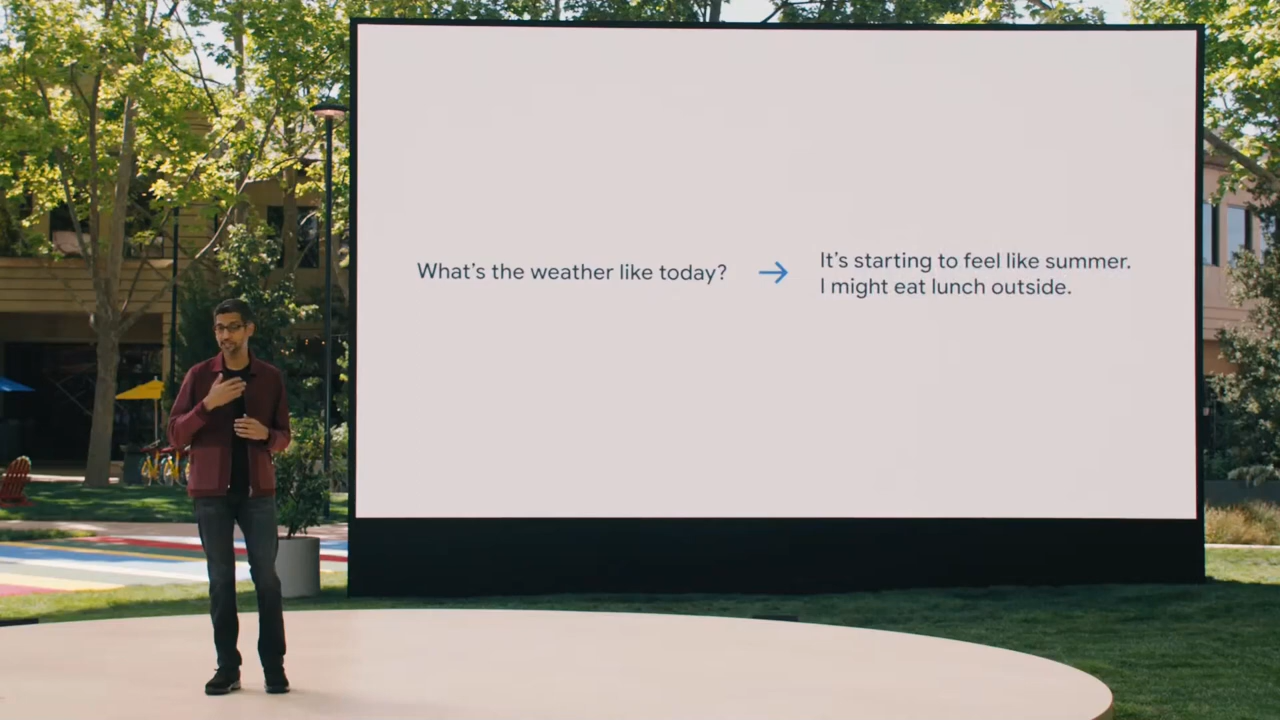 What's the weather like today? → It's starting to feel like summer.
I might eat lunch outside.